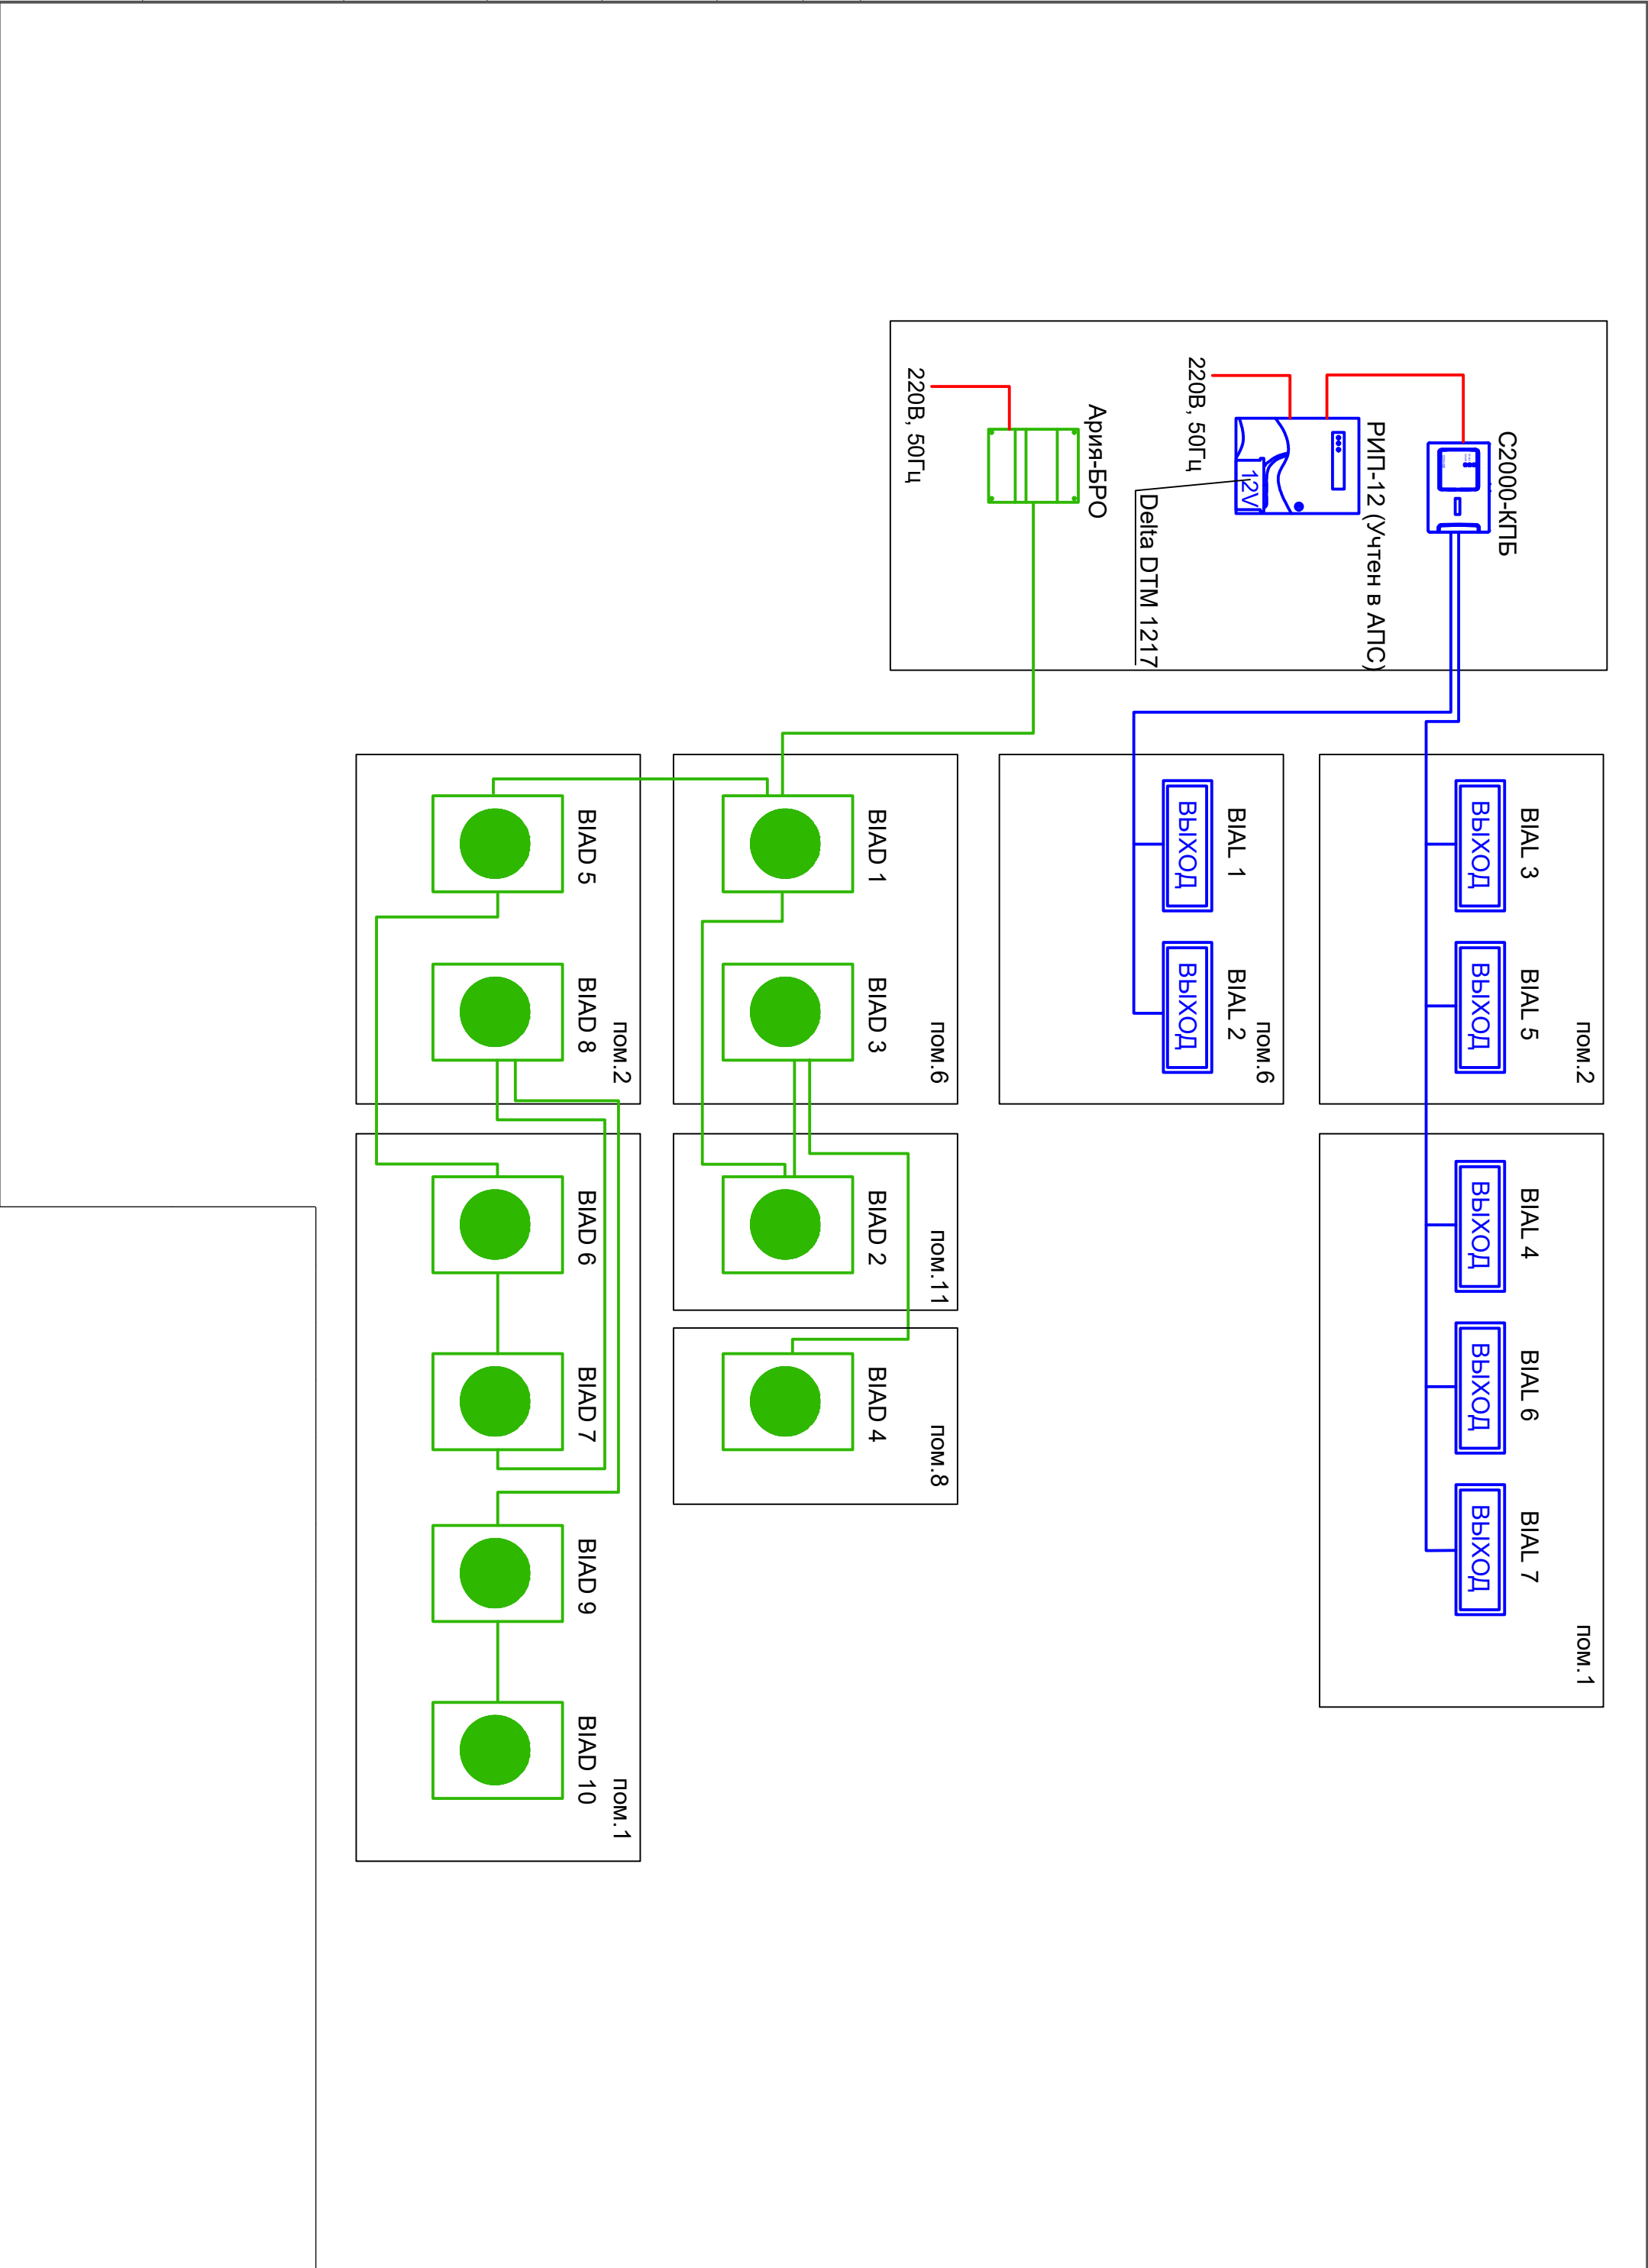 С2000-КПБ
РИП-12 (Учтен в АПС)
12V
220В, 50Гц
Delta DTM 1217
Ария-БРО
220В, 50Гц
пом.2
BIAL 3
ВЫХОД
BIAL 5
ВЫХОД
пом.1
BIAL 4
ВЫХОД
BIAL 6
ВЫХОД
BIAL 7
ВЫХОД
пом.6
BIAL 1
ВЫХОД
BIAL 2
ВЫХОД
пом.6
BIAD 1
BIAD 3
пом.11
BIAD 2
пом.8
BIAD 4
пом.2
BIAD 5
BIAD 8
пом.1
BIAD 6
BIAD 7
BIAD 9
BIAD 10